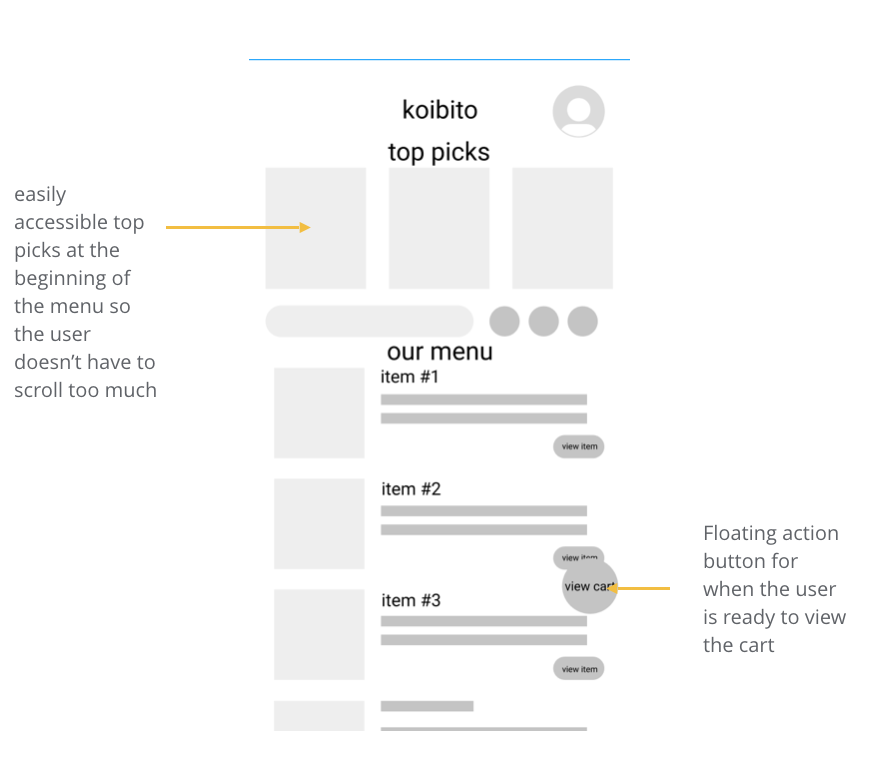 koibito
top picks
easily
accessible top
picks at the
beginning of
the menu so
the user
doesn’t have to
scroll too much
our menu
item #1
view item
item #2
view item
view cart
item #3
view item
Floating action
button for
when the user
is ready to view
the cart